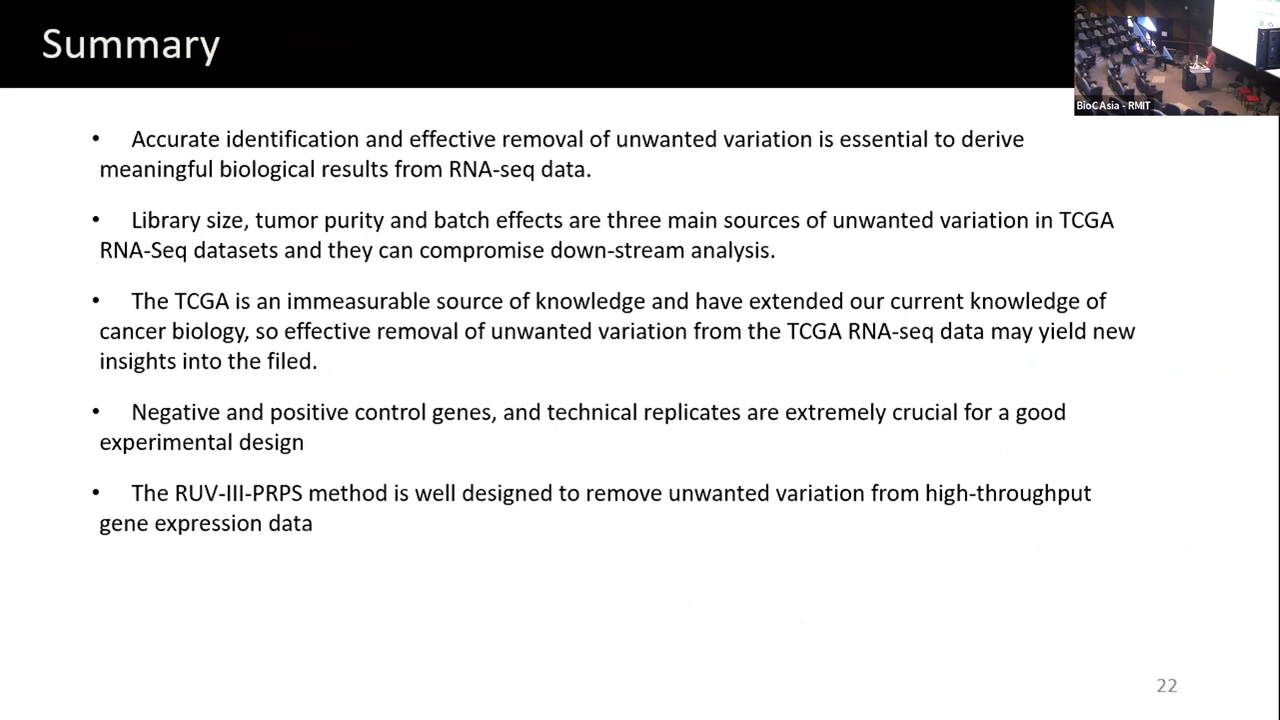 Summary
BioCAsia - RMIT
• Accurate identification and effective removal of unwanted variation is essential to derive
meaningful biological results from RNA-seq data.
• Library size, tumor purity and batch effects are three main sources of unwanted variation in TCGA
RNA-Seq datasets and they can compromise down-stream analysis.
• The TCGA is an immeasurable source of knowledge and have extended our current knowledge of
cancer biology, so effective removal of unwanted variation from the TCGA RNA-seq data may yield new
insights into the filed.
• Negative and positive control genes, and technical replicates are extremely crucial for a good
experimental design
• The RUV-III-PRPS method is well designed to remove unwanted variation from high-throughput
gene expression data
22